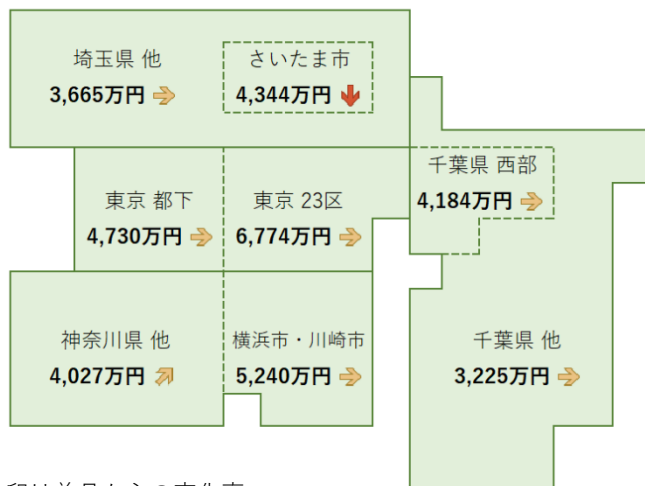 埼玉県 他
3,665万円
さいたま市
4,344万円
千葉県 西部
4,184万円
東京 都下
4,730万円
東京 23区
6,774万円
神奈川県 他
4,027万円
横浜市・川崎市
5,240万円
千葉県 他
3,225万円